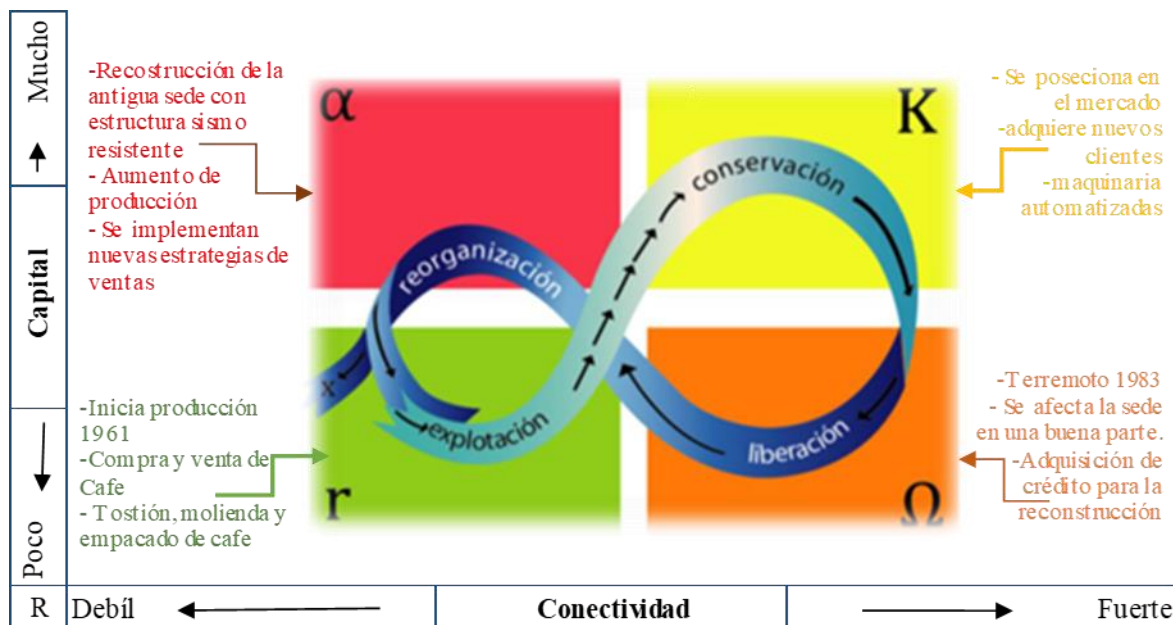 Mucho
Capital
Poco
-Recostrucción de la
antigua sede con
estructura sismo
resistente
- Aumento de
producción
- Se implementan
nuevas estrategias de
ventas
α
K
- Se poseciona en
el mercado
-adquiere nuevos
clientes
-maquinaria
automatizadas
conservación
reorganización
x
explotación
liberación
-Inicia producción
1961
-Compra y venta de
Cafe
- Tostión, molienda y
empacado de cafe
r
Ω
-Terremoto 1983
- Se afecta la sede
en una buena parte.
-Adquisición de
crédito para la
reconstrucción
R
Debíl
Conectividad
Fuerte